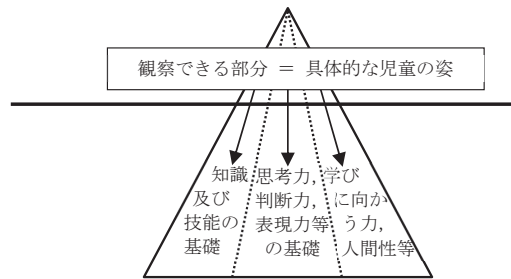 観察できる部分 = 具体的な児童の姿
知識
及び
技能の
基礎
思考力,
判断力,
表現力等
の基礎
学び
に向か
う力,
人間性等